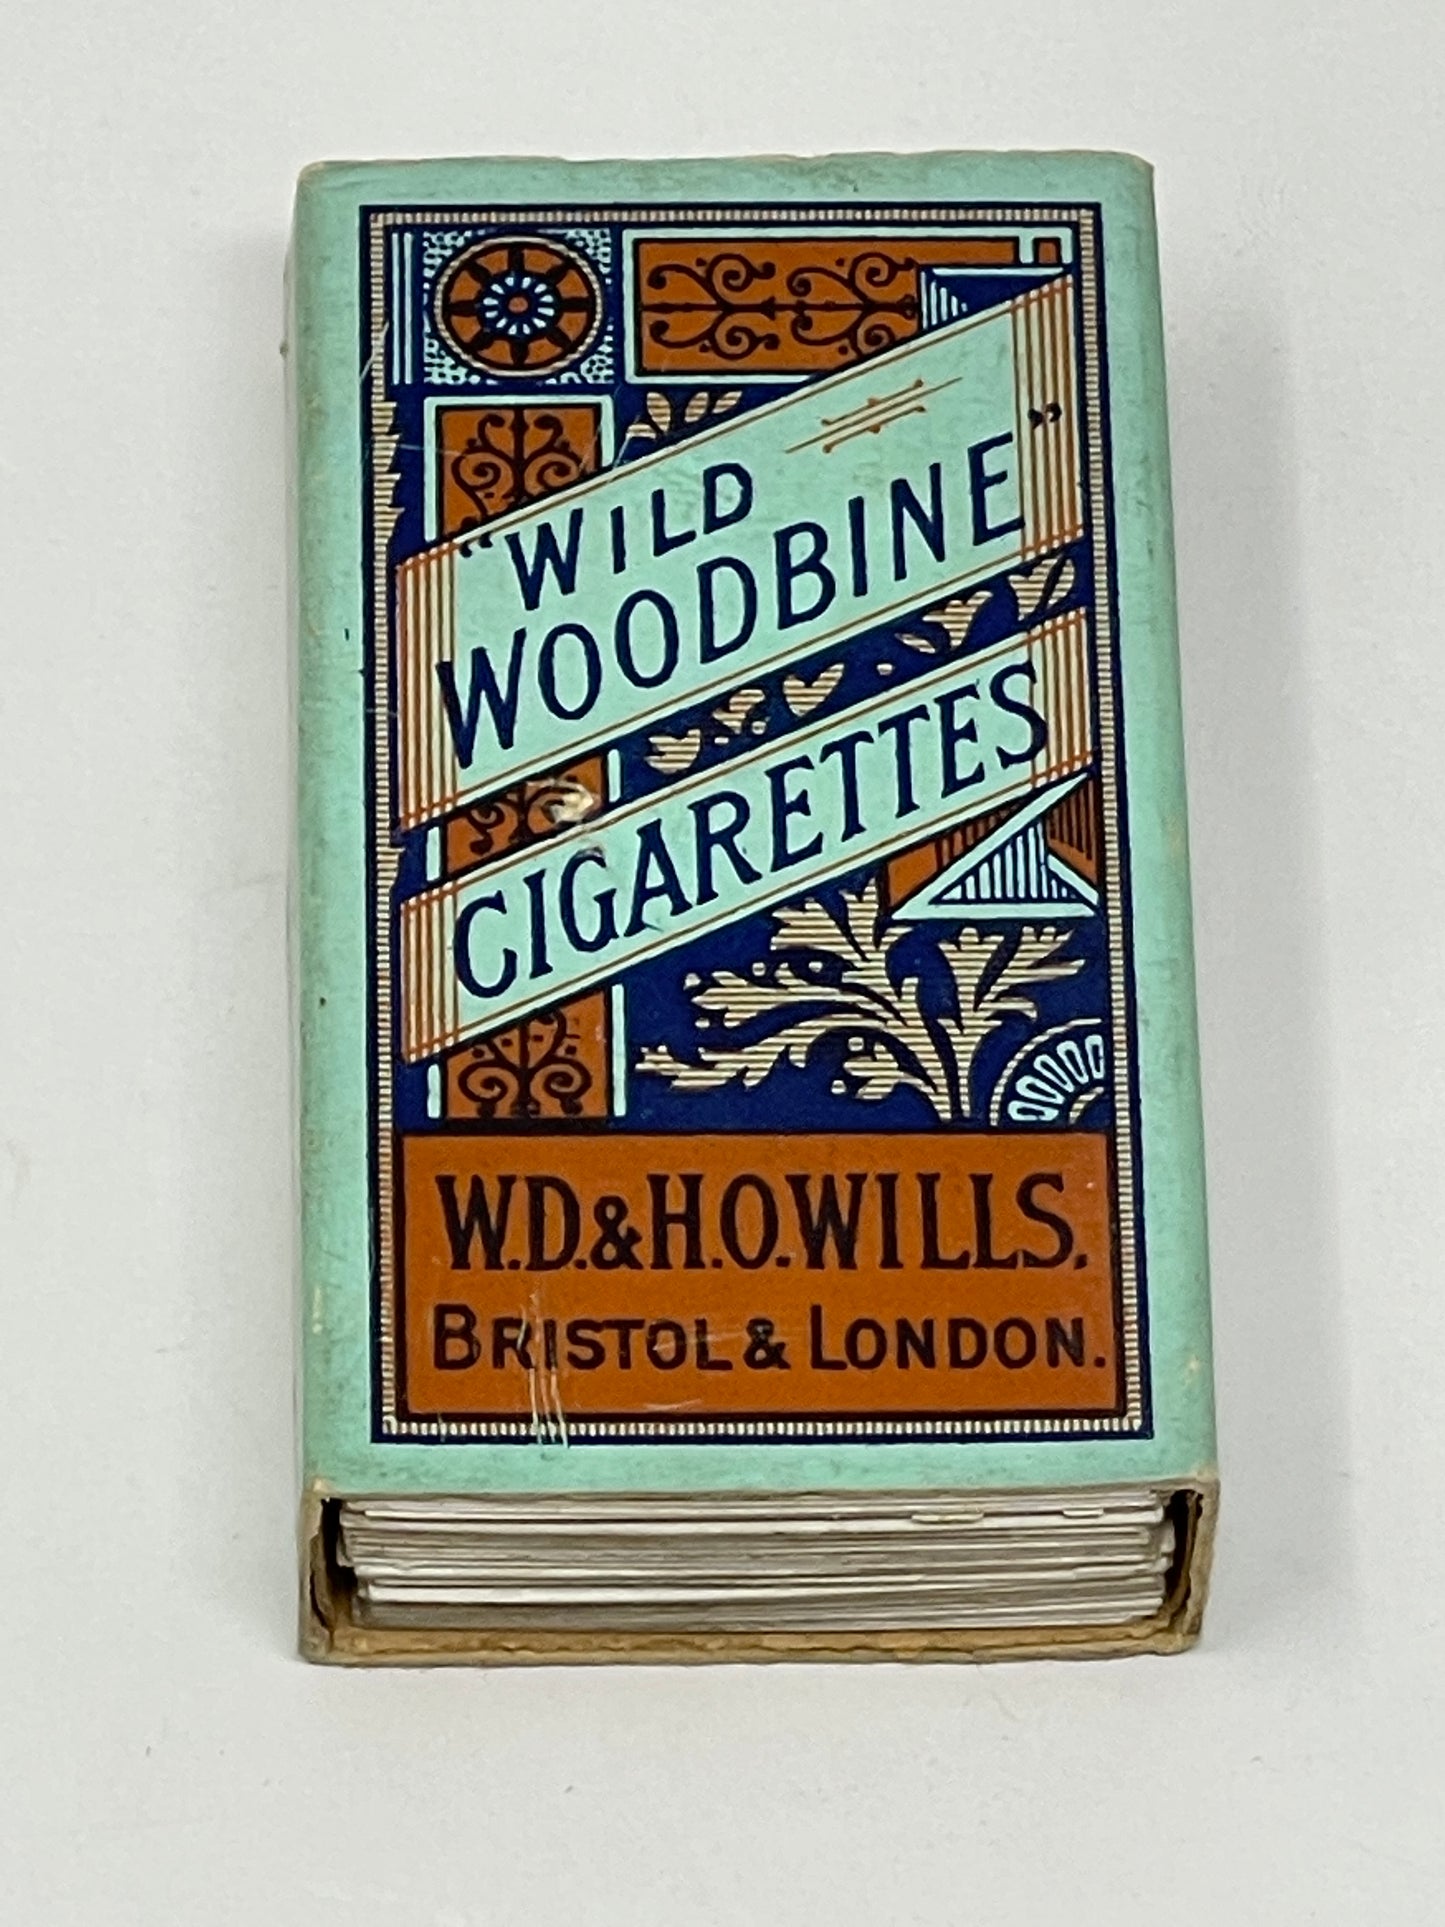 "WILD
WOODBINE"
CIGARETTES
W.D.&H.O.WILLS.
BRISTOL & LONDON.